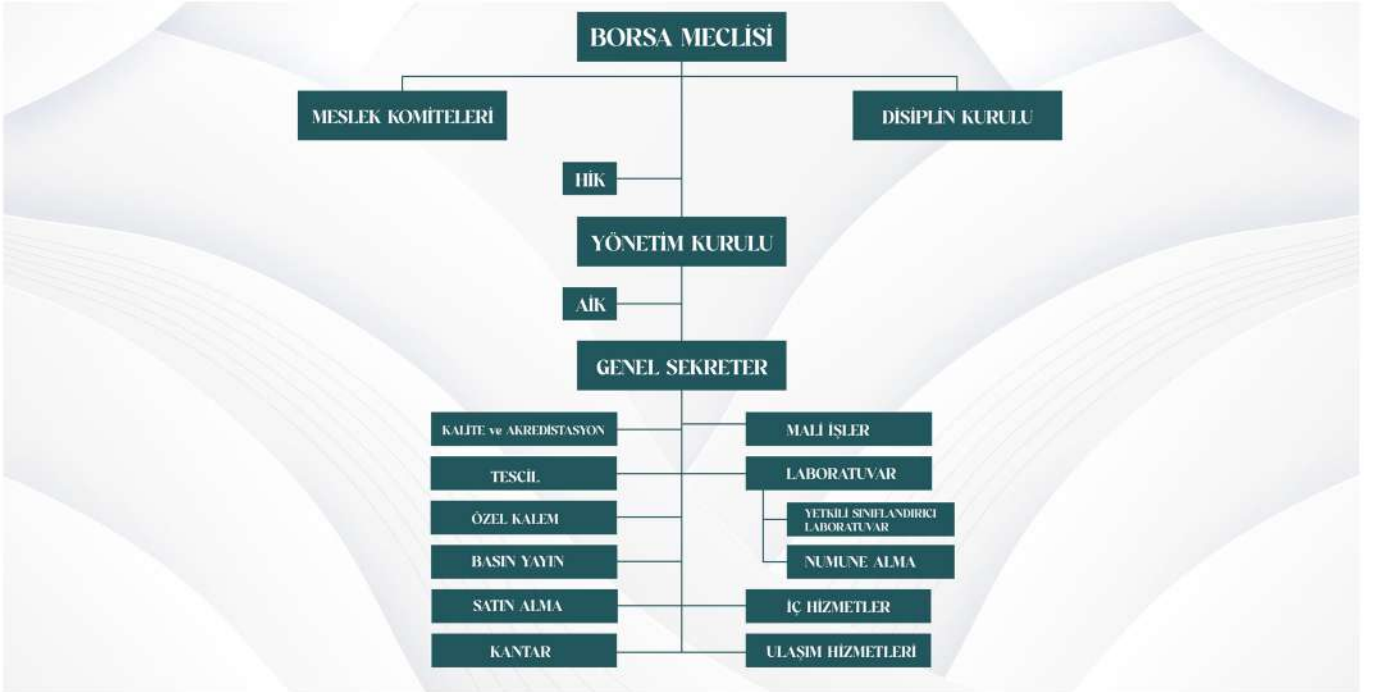 BORSA MECLİSİ
MESLEK KOMİTELERİ
DİSİPLİN KURULU
HİK
YÖNETİM KURULU
AİK
GENEL SEKRETER
KALİTE ve AKREDİSTASYON
MALİ İŞLER
TESCİL
LABORATUVAR
ÖZEL KALEM
YETKİLİ SINIFLANDIRICI
LABORATUVAR
BASIN YAYIN
NUMUNE ALMA
SATIN ALMA
İÇ HİZMETLER
KANTAR
ULAŞIM HİZMETLERİ